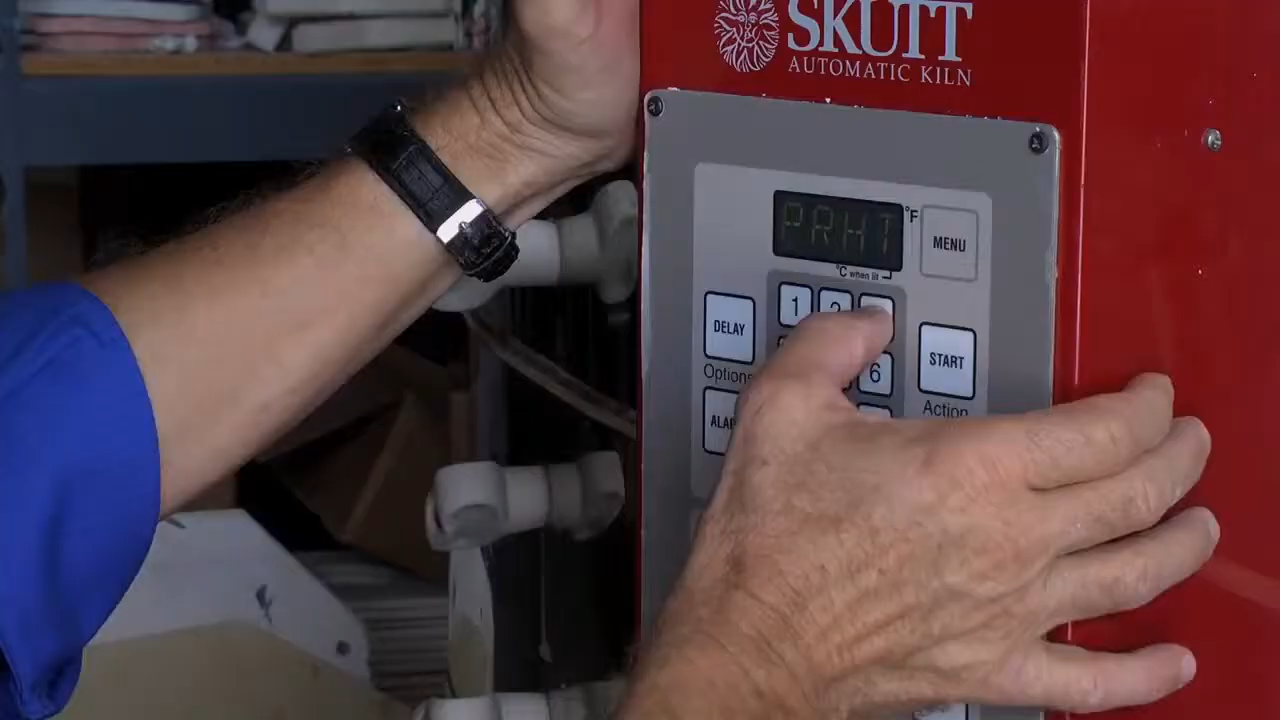 SKUTT
AUTOMATIC KILN
PRHT
°F
MENU
°C when lit
1 2
DELAY
6
START
Options
Action